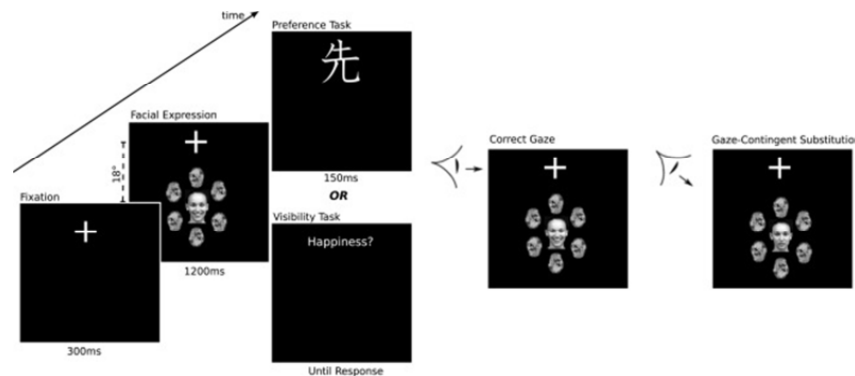 time
Preference Task
先
150ms
OR
Facial Expression
18°
1200ms
Fixation
300ms
Visibility Task
Happiness?
Until Response
Correct Gaze
Gaze-Contingent Substitution